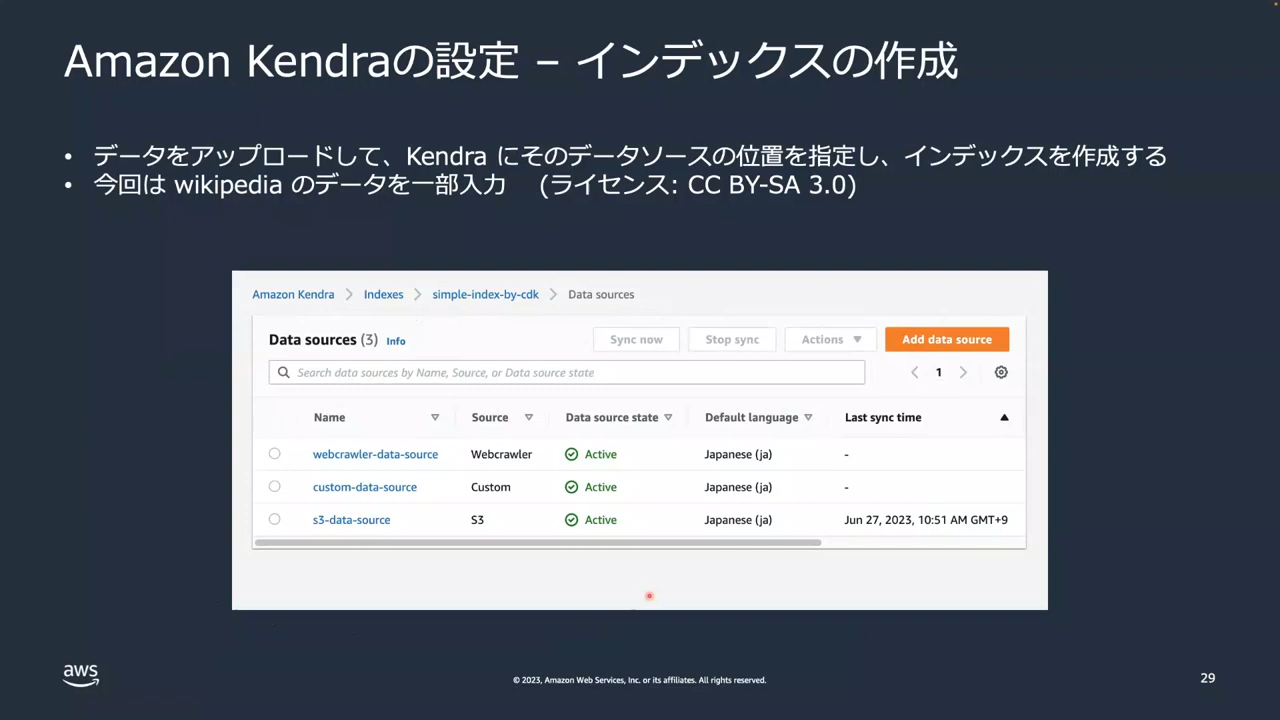 Amazon Kendraの設定 – インデックスの作成
• データをアップロードして、Kendra にそのデータソースの位置を指定し、インデックスを作成する
• 今回は wikipedia のデータを一部入力 (ライセンス: CC BY-SA 3.0)
Amazon Kendra > Indexes > simple-index-by-cdk > Data sources
Data sources (3) Info Sync now Stop sync Actions Add data source
Search data sources by Name, Source, or Data source state 1
Name Source Data source state Default language Last sync time
webcrawler-data-source Webcrawler Active Japanese (ja) -
custom-data-source Custom Active Japanese (ja) -
s3-data-source S3 Active Japanese (ja) Jun 27, 2023, 10:51 AM GMT+9
aws
© 2023, Amazon Web Services, Inc. or its affiliates. All rights reserved.
29